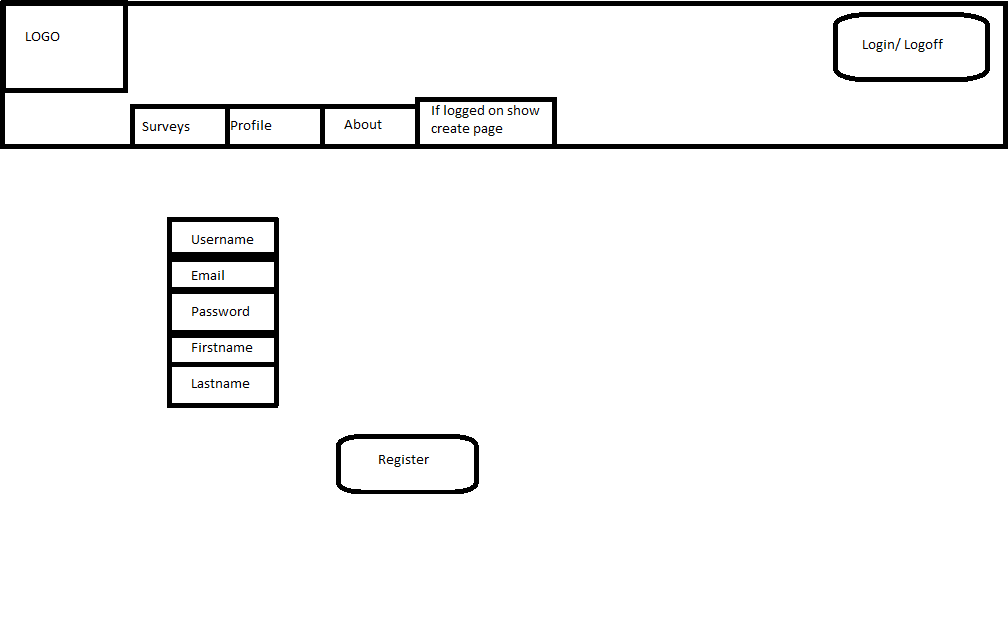 LOGO
Login/ Logoff
Surveys
Profile
About
If logged on show
create page
Username
Email
Password
Firstname
Lastname
Register